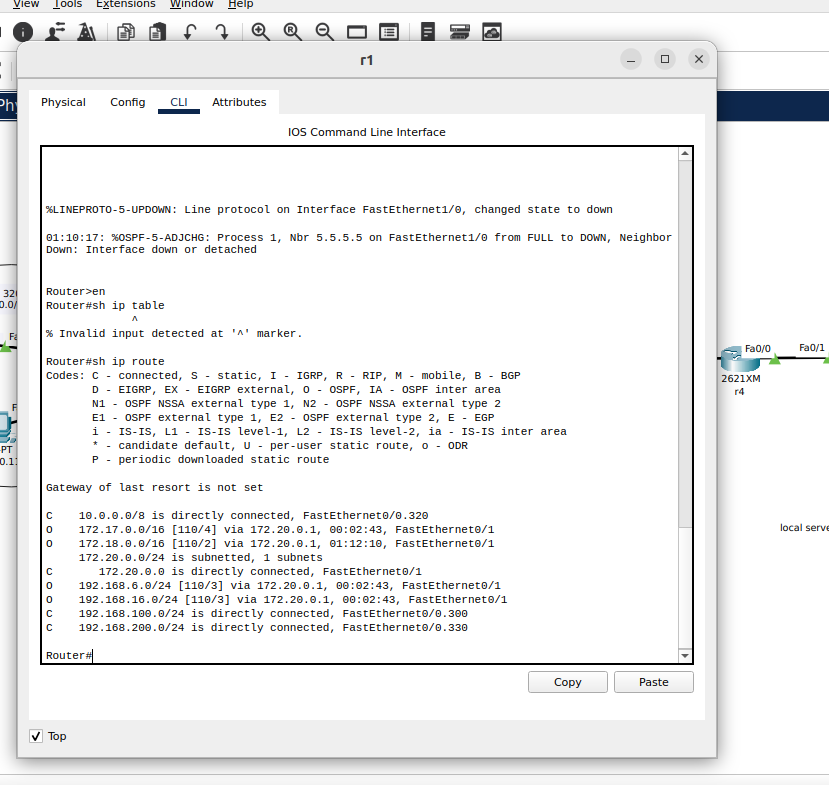 View Tools Extensions Window Help
r1
Phy
Physical Config CLI Attributes
IOS Command Line Interface
%LINEPROTO-5-UPDOWN: Line protocol on Interface FastEthernet1/0, changed state to down
01:10:17: %OSPF-5-ADJCHG: Process 1, Nbr 5.5.5.5 on FastEthernet1/0 from FULL to DOWN, Neighbor
Down: Interface down or detached
Router>en
Router#sh ip table
^
% Invalid input detected at '^' marker.
Router#sh ip route
Codes: C - connected, S - static, I - IGRP, R - RIP, M - mobile, B - BGP
D - EIGRP, EX - EIGRP external, O - OSPF, IA - OSPF inter area
N1 - OSPF NSSA external type 1, N2 - OSPF NSSA external type 2
E1 - OSPF external type 1, E2 - OSPF external type 2, E - EGP
i - IS-IS, L1 - IS-IS level-1, L2 - IS-IS level-2, ia - IS-IS inter area
* - candidate default, U - per-user static route, o - ODR
P - periodic downloaded static route
Gateway of last resort is not set
C 10.0.0.0/8 is directly connected, FastEthernet0/0.320
O 172.17.0.0/16 [110/4] via 172.20.0.1, 00:02:43, FastEthernet0/1
O 172.18.0.0/16 [110/2] via 172.20.0.1, 01:12:10, FastEthernet0/1
172.20.0.0/24 is subnetted, 1 subnets
C 172.20.0.0 is directly connected, FastEthernet0/1
O 192.168.6.0/24 [110/3] via 172.20.0.1, 00:02:43, FastEthernet0/1
O 192.168.16.0/24 [110/3] via 172.20.0.1, 00:02:43, FastEthernet0/1
C 192.168.100.0/24 is directly connected, FastEthernet0/0.300
C 192.168.200.0/24 is directly connected, FastEthernet0/0.330
Router#
Copy Paste
Top
320
0.0/
Fa
F
PT
0.1
Fa0/0 Fa0/1
2621XM
r4
local serve